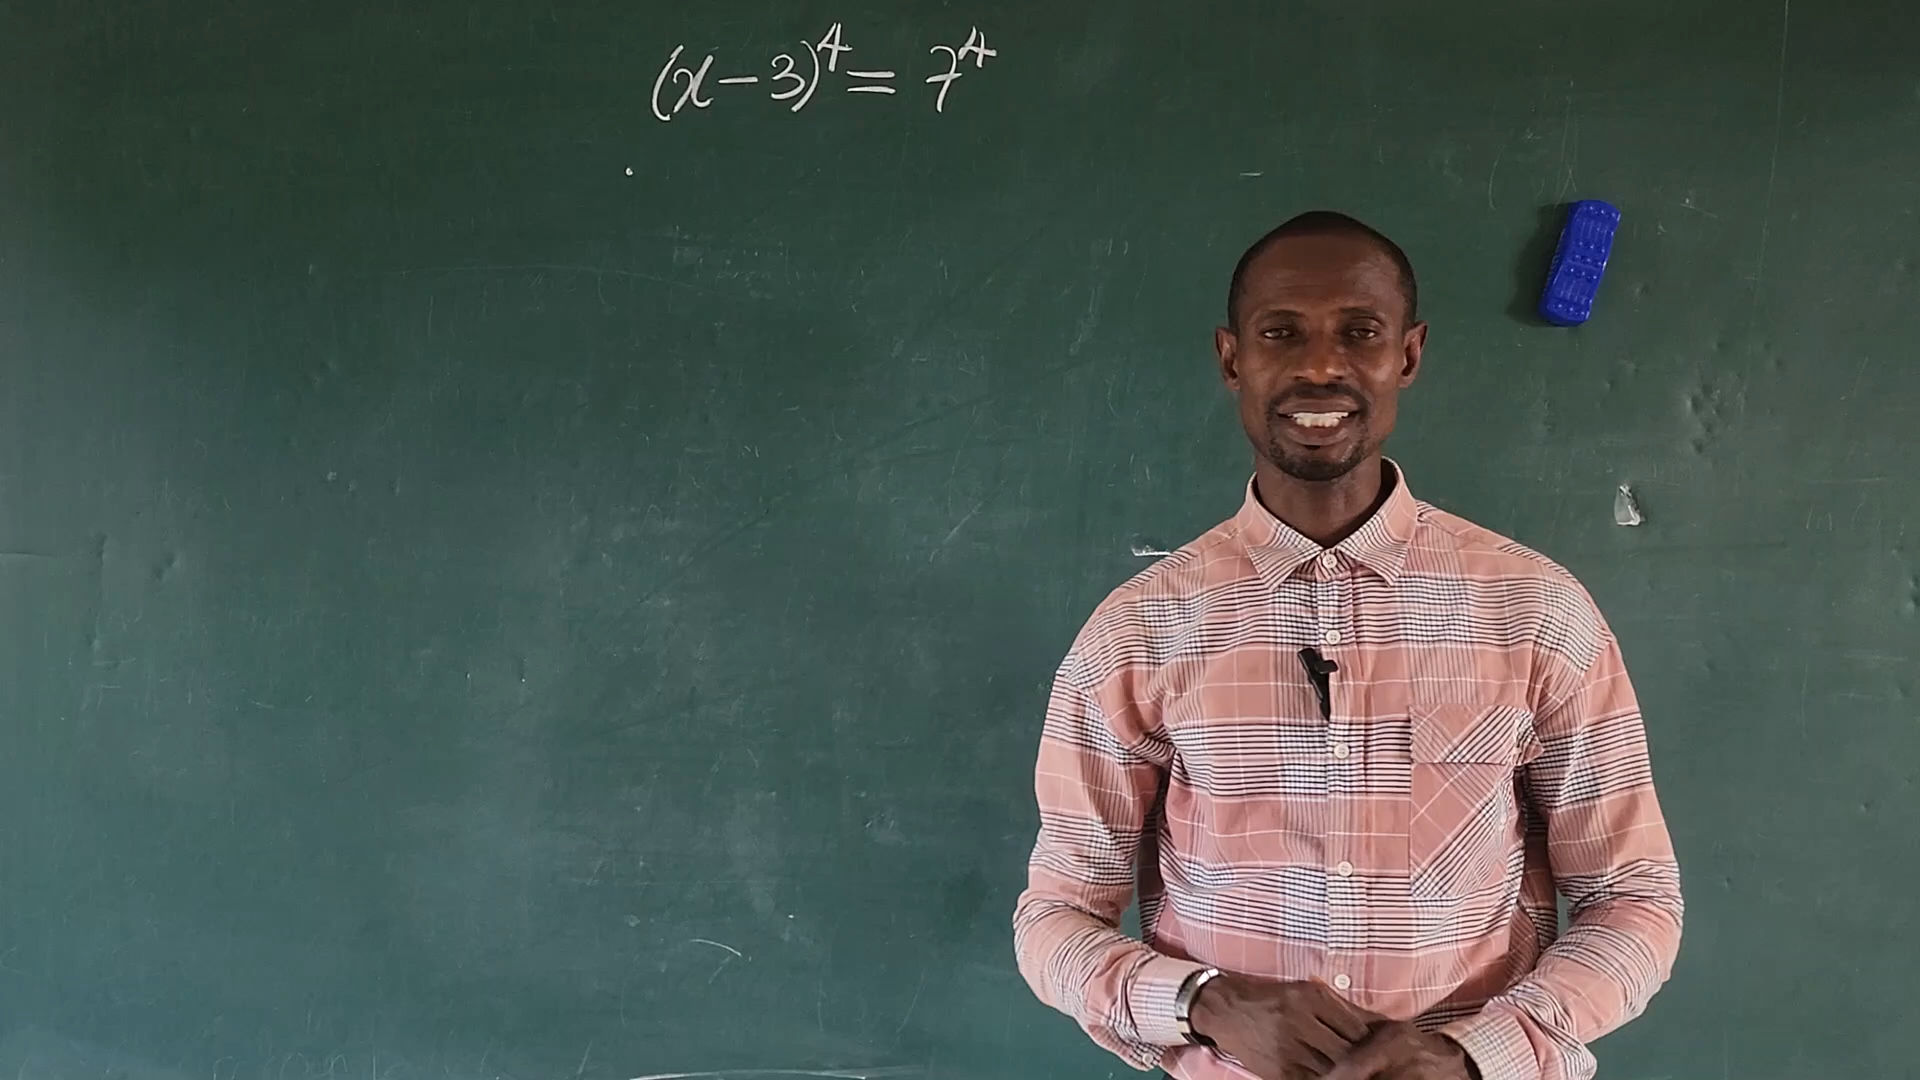 (x-3)⁴ = 7⁴